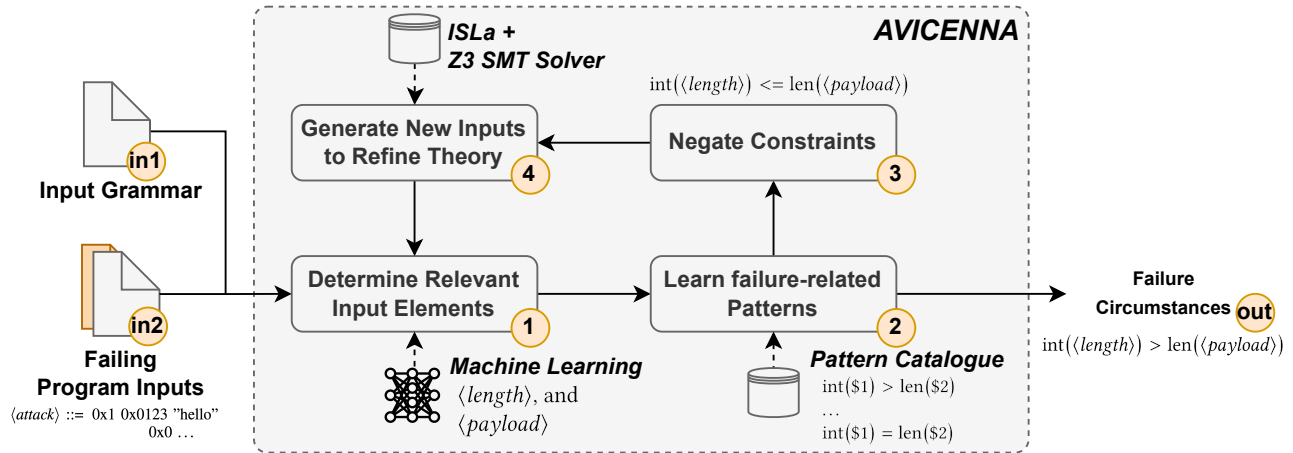 AVICENNA
ISLa +
Z3 SMT Solver
int(⟨length⟩) <= len(⟨payload⟩)
Generate New Inputs
to Refine Theory
4
Negate Constraints
3
in1
Input Grammar
Determine Relevant
Input Elements
1
Learn failure-related
Patterns
2
Failure
Circumstances
out
int(⟨length⟩) > len(⟨payload⟩)
in2
Failing
Program Inputs
⟨attack⟩ ::= 0x1 0x0123 ”hello”
0x0 …
Machine Learning
⟨length⟩, and
⟨payload⟩
Pattern Catalogue
int($1) > len($2)
…
int($1) = len($2)